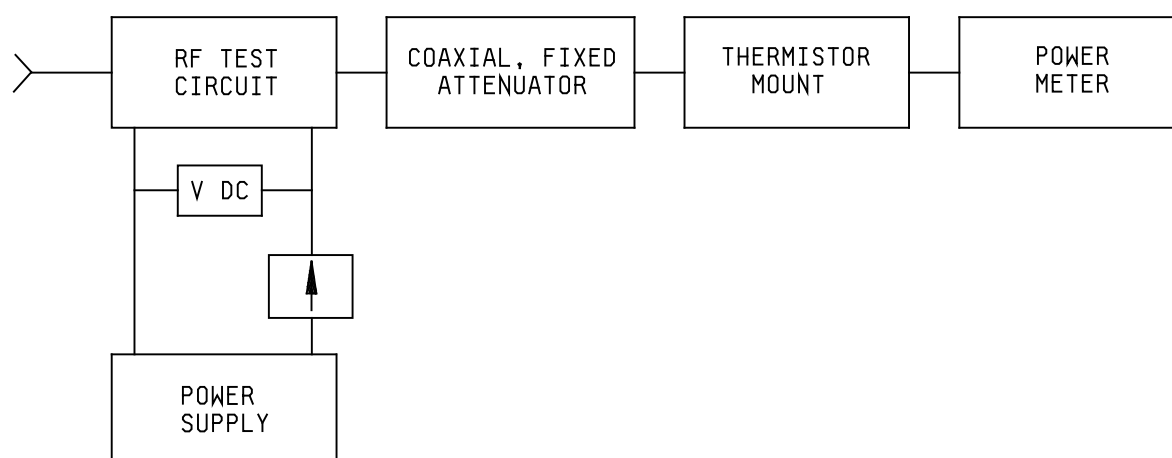 RF TEST
CIRCUIT
COAXIAL, FIXED
ATTENUATOR
THERMISTOR
MOUNT
POWER
METER
V DC
POWER
SUPPLY